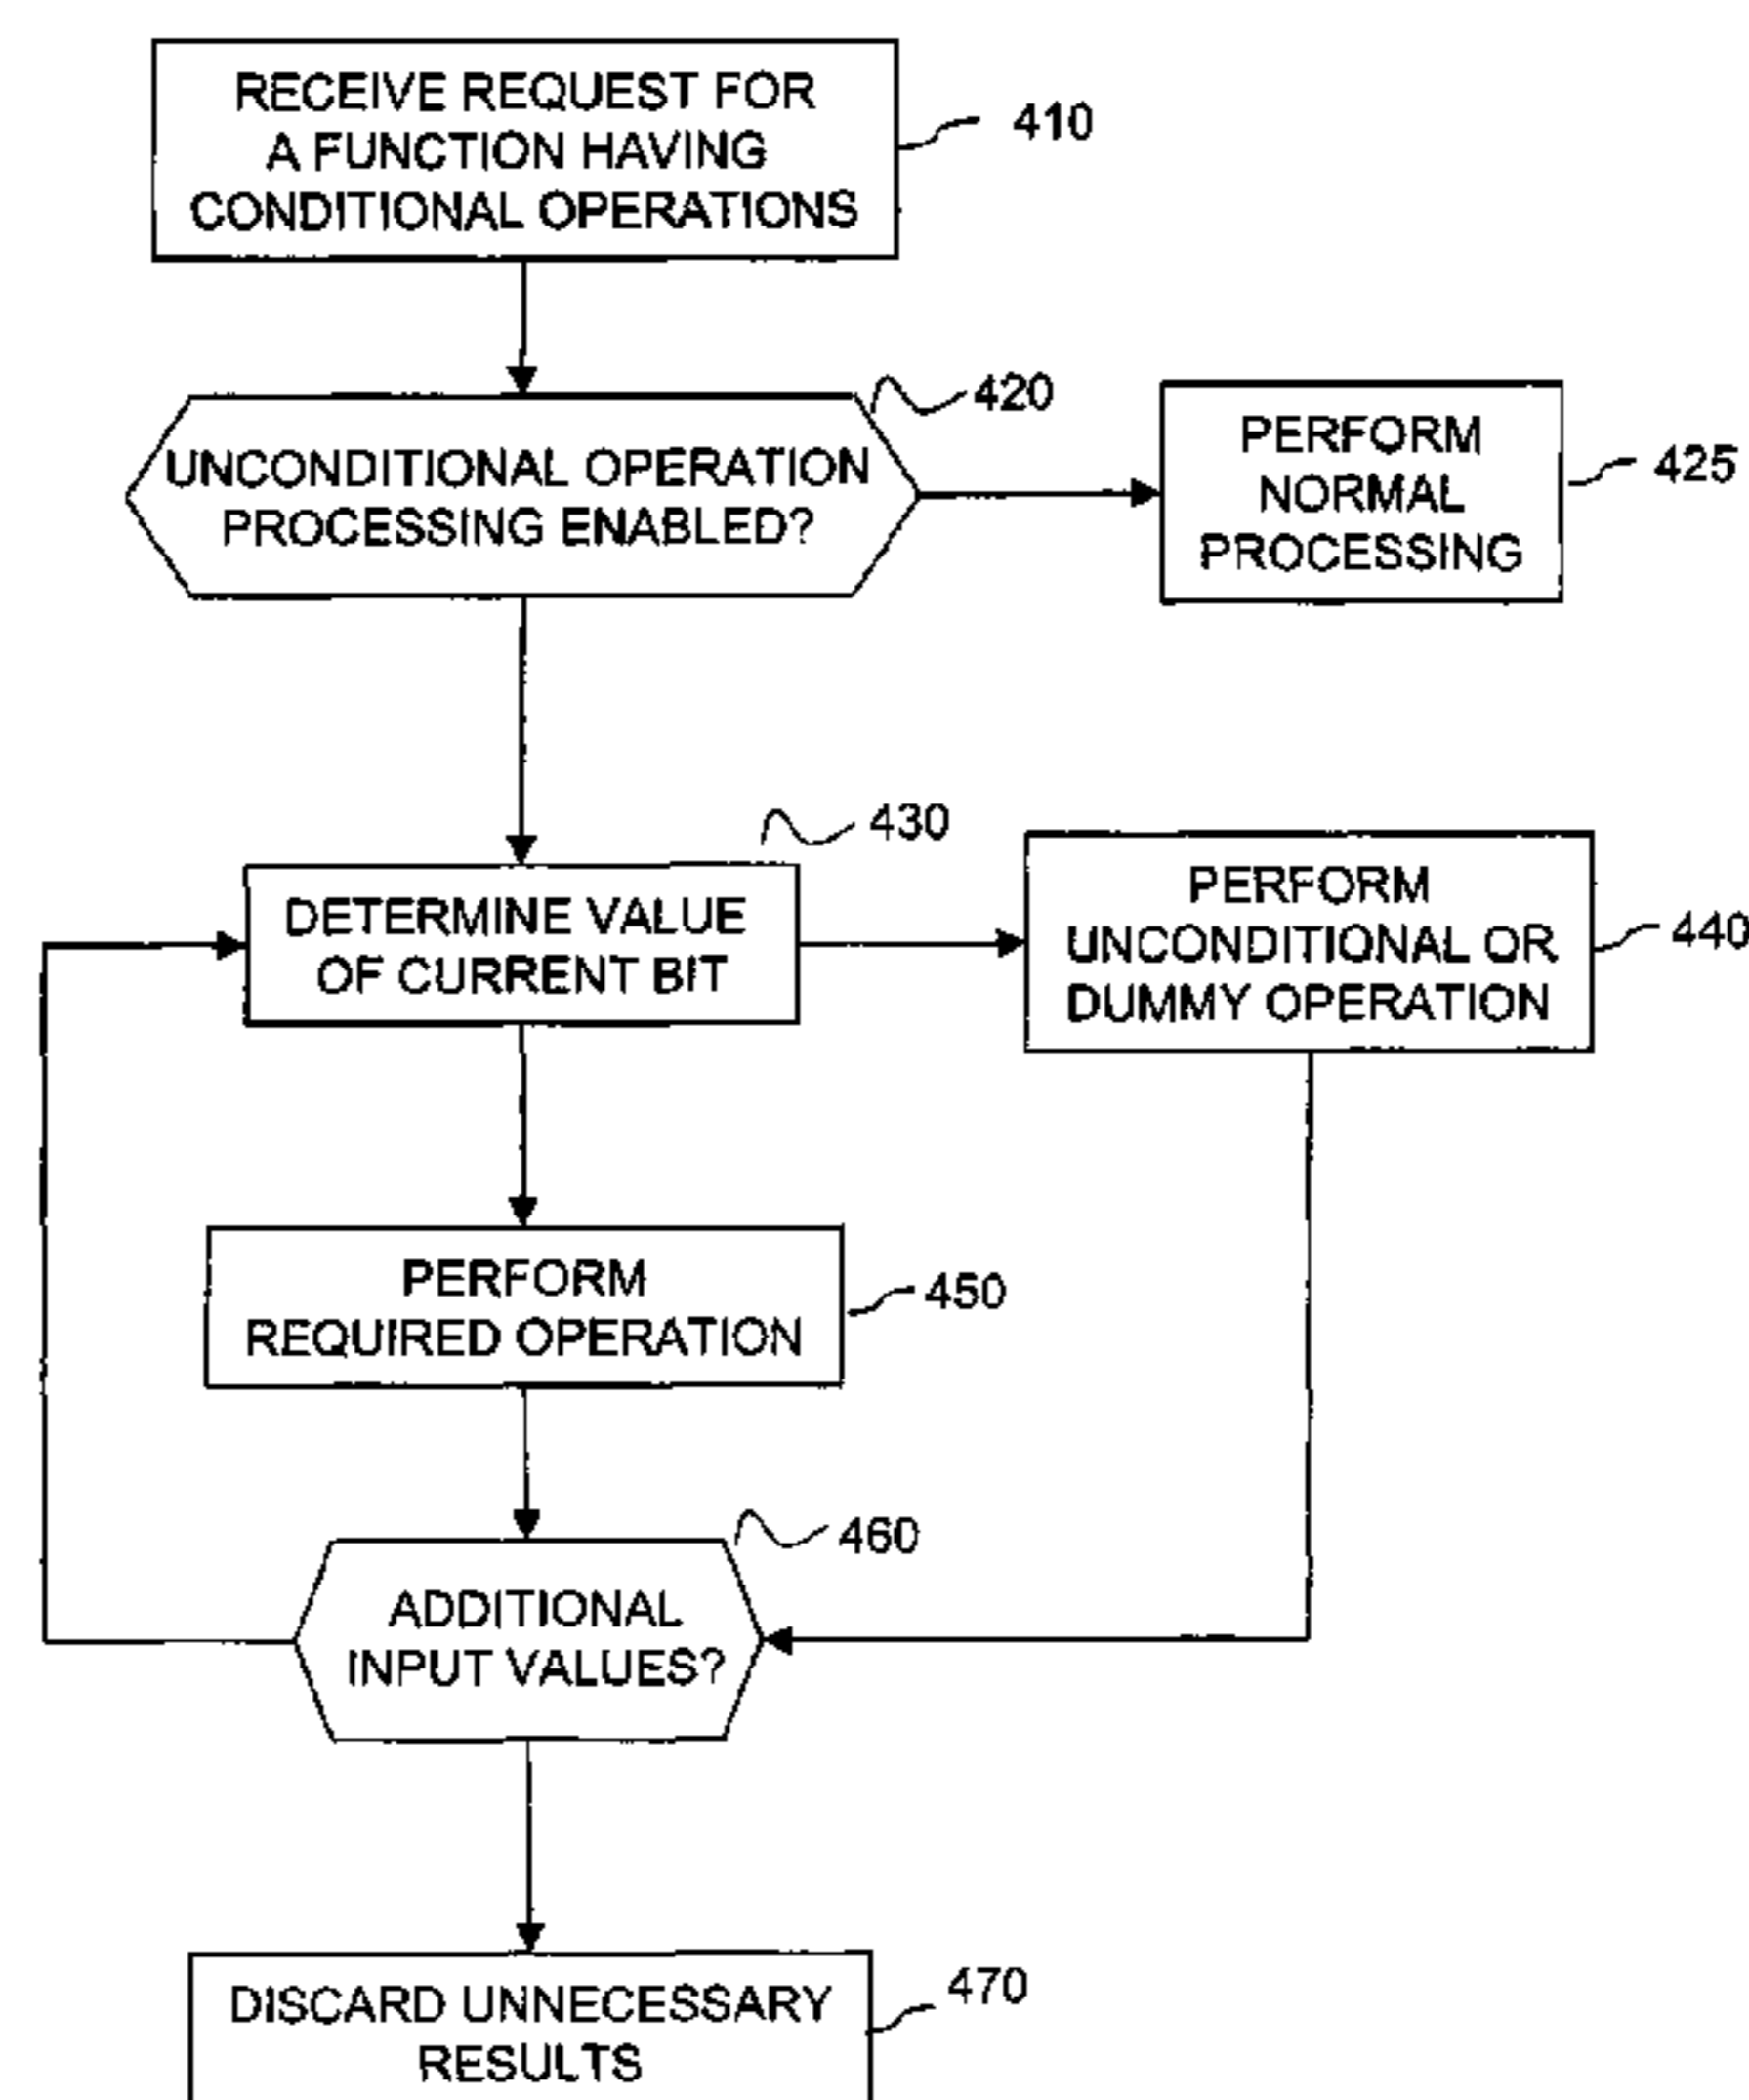 RECEIVE REQUEST FOR
A FUNCTION HAVING
CONDITIONAL OPERATIONS
410
UNCONDITIONAL OPERATION
PROCESSING ENABLED?
420
PERFORM
NORMAL
PROCESSING
425
DETERMINE VALUE
OF CURRENT BIT
430
PERFORM
UNCONDITIONAL OR
DUMMY OPERATION
440
PERFORM
REQUIRED OPERATION
450
ADDITIONAL
INPUT VALUES?
460
DISCARD UNNECESSARY
RESULTS
470